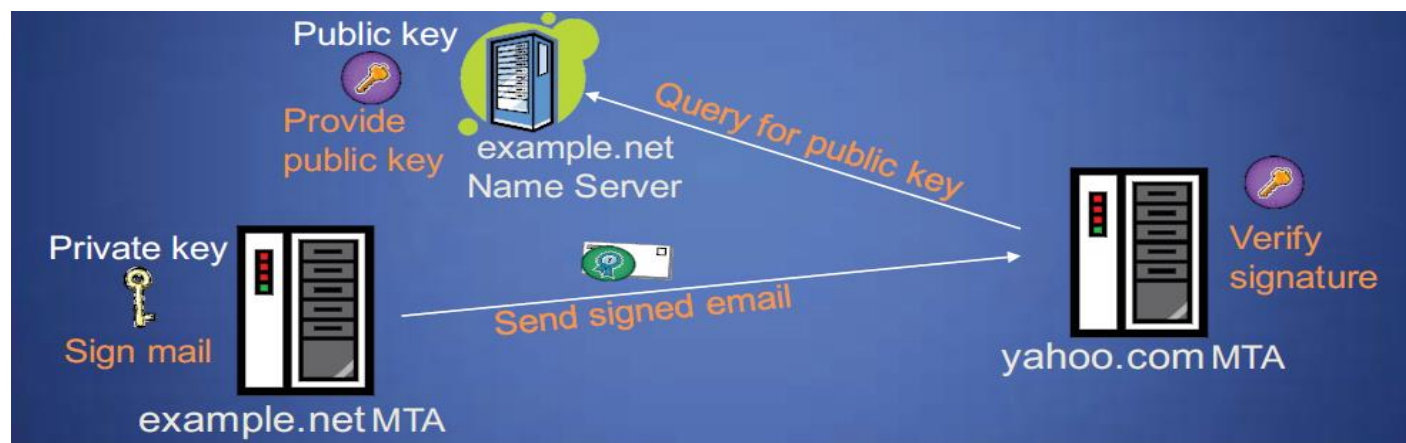 Public key
Provide
public key
example.net
Name Server
Query for public key
Private key
Sign mail
example.net MTA
Send signed email
Verify
signature
yahoo.com MTA